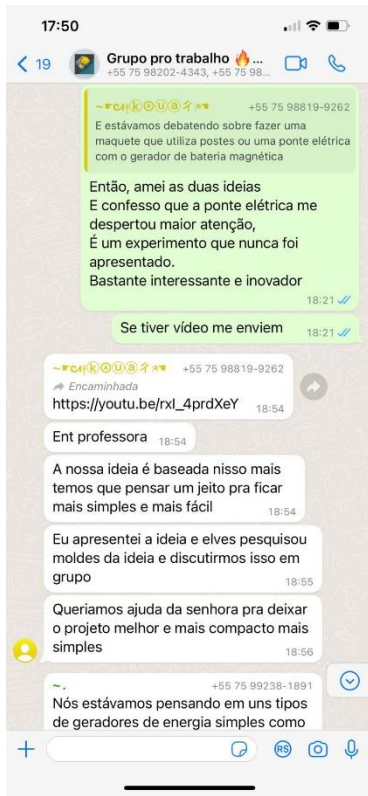 17:50
19
Grupo pro trabalho 🔥...
+55 75 98202-4343, +55 75 98...
+55 75 98819-9262
E estávamos debatendo sobre fazer uma
maquete que utiliza postes ou uma ponte elétrica
com o gerador de bateria magnética
Então, amei as duas ideias
E confesso que a ponte elétrica me
despertou maior atenção,
É um experimento que nunca foi
apresentado.
Bastante interessante e inovador
18:21
Se tiver vídeo me enviem
18:21
+55 75 98819-9262
Encaminhada
https://youtu.be/rxI_4prdXeY
18:54
Ent professora
18:54
A nossa ideia é baseada nisso mais
temos que pensar um jeito pra ficar
mais simples e mais fácil
18:54
Eu apresentei a ideia e elves pesquisou
moldes da ideia e discutirmos isso em
grupo
18:55
Queriamos ajuda da senhora pra deixar
o projeto melhor e mais compacto mais
simples
18:56
~.
+55 75 99238-1891
Nós estávamos pensando em uns tipos
de geradores de energia simples como
RS